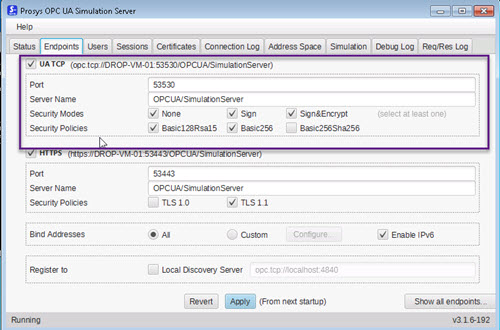 Prosys OPC UA Simulation Server
Help
Status Endpoints Users Sessions Certificates Connection Log Address Space Simulation Debug Log Req/Res Log
UA TCP (opc.tcp://DROP-VM-01:53530/OPCUA/SimulationServer)
Port 53530
Server Name OPCUA/SimulationServer
Security Modes None Sign Sign&Encrypt (select at least one)
Security Policies Basic128Rsa15 Basic256 Basic256Sha256
HTTPS (https://DROP-VM-01:53443/OPCUA/SimulationServer)
Port 53443
Server Name OPCUA/SimulationServer
Security Policies TLS 1.0 TLS 1.1
Bind Addresses All Custom Configure... Enable IPv6
Register to Local Discovery Server opc.tcp://localhost:4840
Revert Apply (From next startup) Show all endpoints...
Running v3.1.6-192